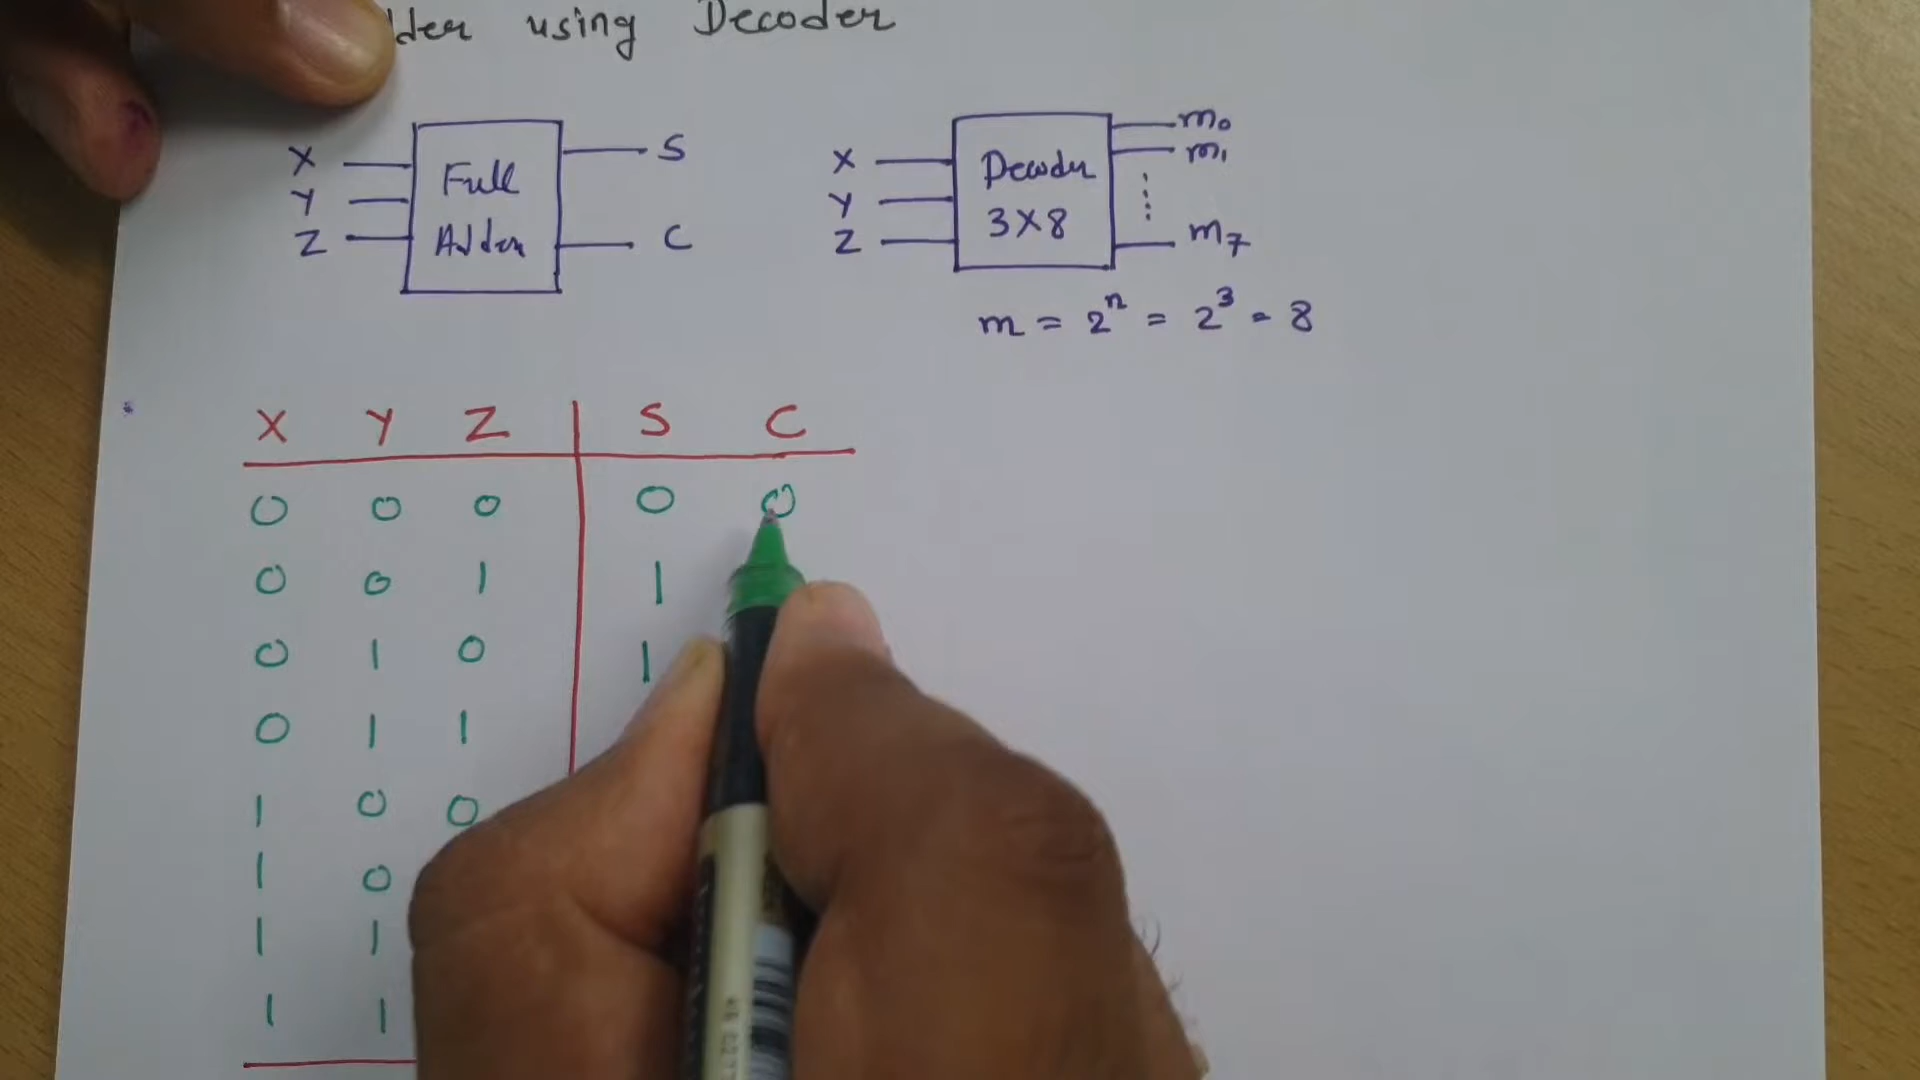 using Decoder
X
Y
Z
Full
Adder
S
C
X
Y
Z
Decoder
3X8
m0
m1
m7
m = 2^n = 2^3 = 8
X Y Z S C
0 0 0 0 0
0 0 1 1
0 1 0 1
0 1 1
1 0 0
1 0
1 1
1 1